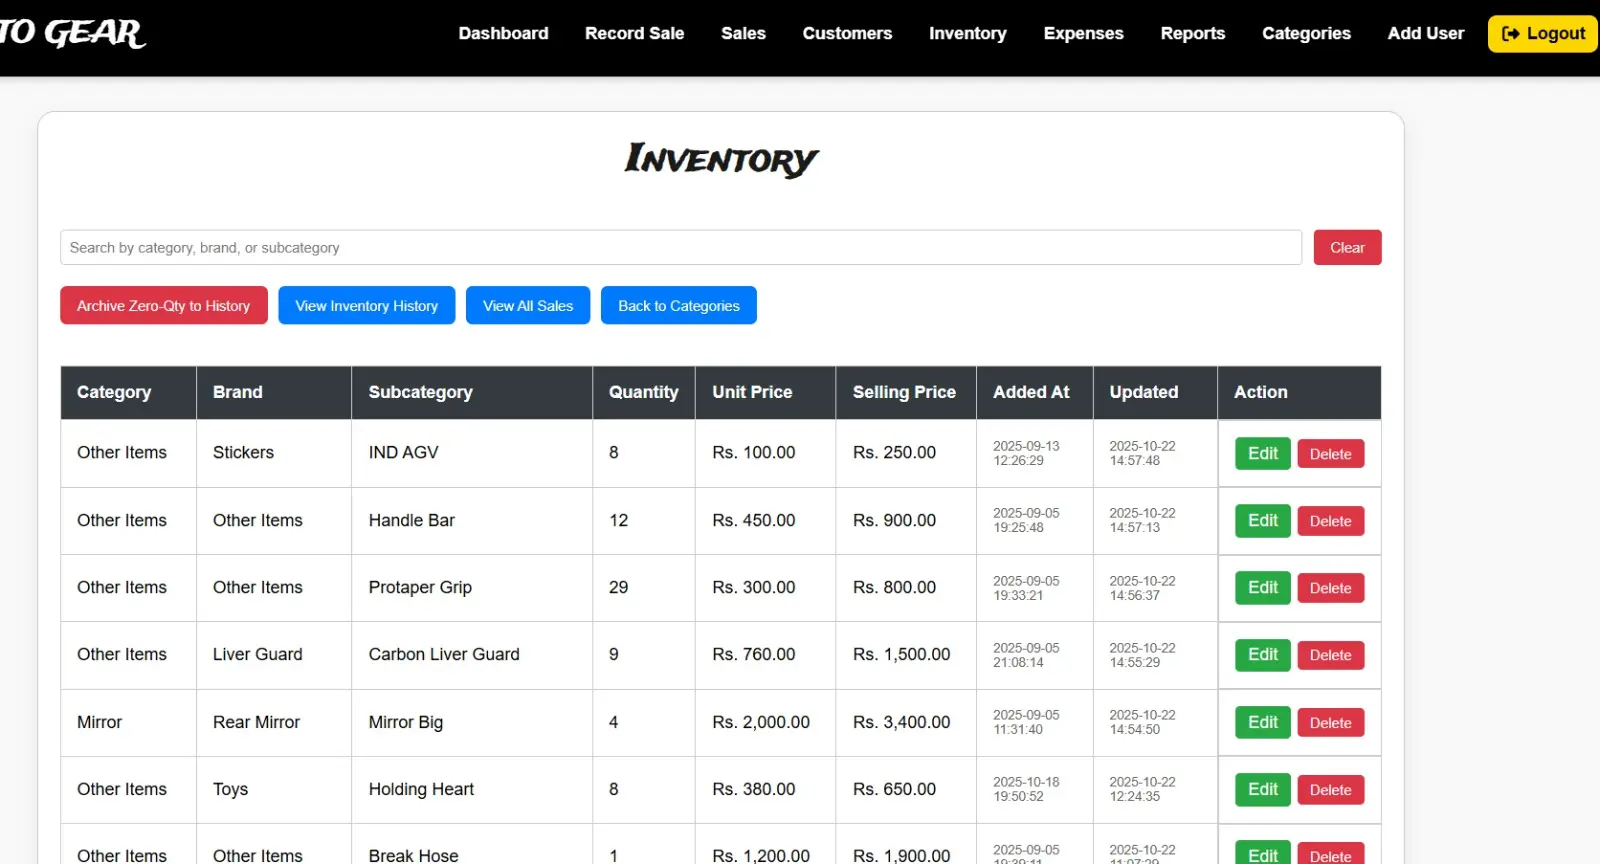 TO GEAR
Dashboard Record Sale Sales Customers Inventory Expenses Reports Categories Add User Logout
Inventory
Search by category, brand, or subcategory Clear
Archive Zero-Qty to History View Inventory History View All Sales Back to Categories
Category Brand Subcategory Quantity Unit Price Selling Price Added At Updated Action
Other Items Stickers IND AGV 8 Rs. 100.00 Rs. 250.00 2025-09-13 12:26:29 2025-10-22 14:57:48 Edit Delete
Other Items Other Items Handle Bar 12 Rs. 450.00 Rs. 900.00 2025-09-05 19:25:48 2025-10-22 14:57:13 Edit Delete
Other Items Other Items Protaper Grip 29 Rs. 300.00 Rs. 800.00 2025-09-05 19:33:21 2025-10-22 14:56:37 Edit Delete
Other Items Liver Guard Carbon Liver Guard 9 Rs. 760.00 Rs. 1,500.00 2025-09-05 21:08:14 2025-10-22 14:55:29 Edit Delete
Mirror Rear Mirror Mirror Big 4 Rs. 2,000.00 Rs. 3,400.00 2025-09-05 11:31:40 2025-10-22 14:54:50 Edit Delete
Other Items Toys Holding Heart 8 Rs. 380.00 Rs. 650.00 2025-10-18 19:50:52 2025-10-22 12:24:35 Edit Delete
Other Items Other Items Break Hose 1 Rs. 1,200.00 Rs. 1,900.00 2025-09-05 2025-10-22 Edit Delete